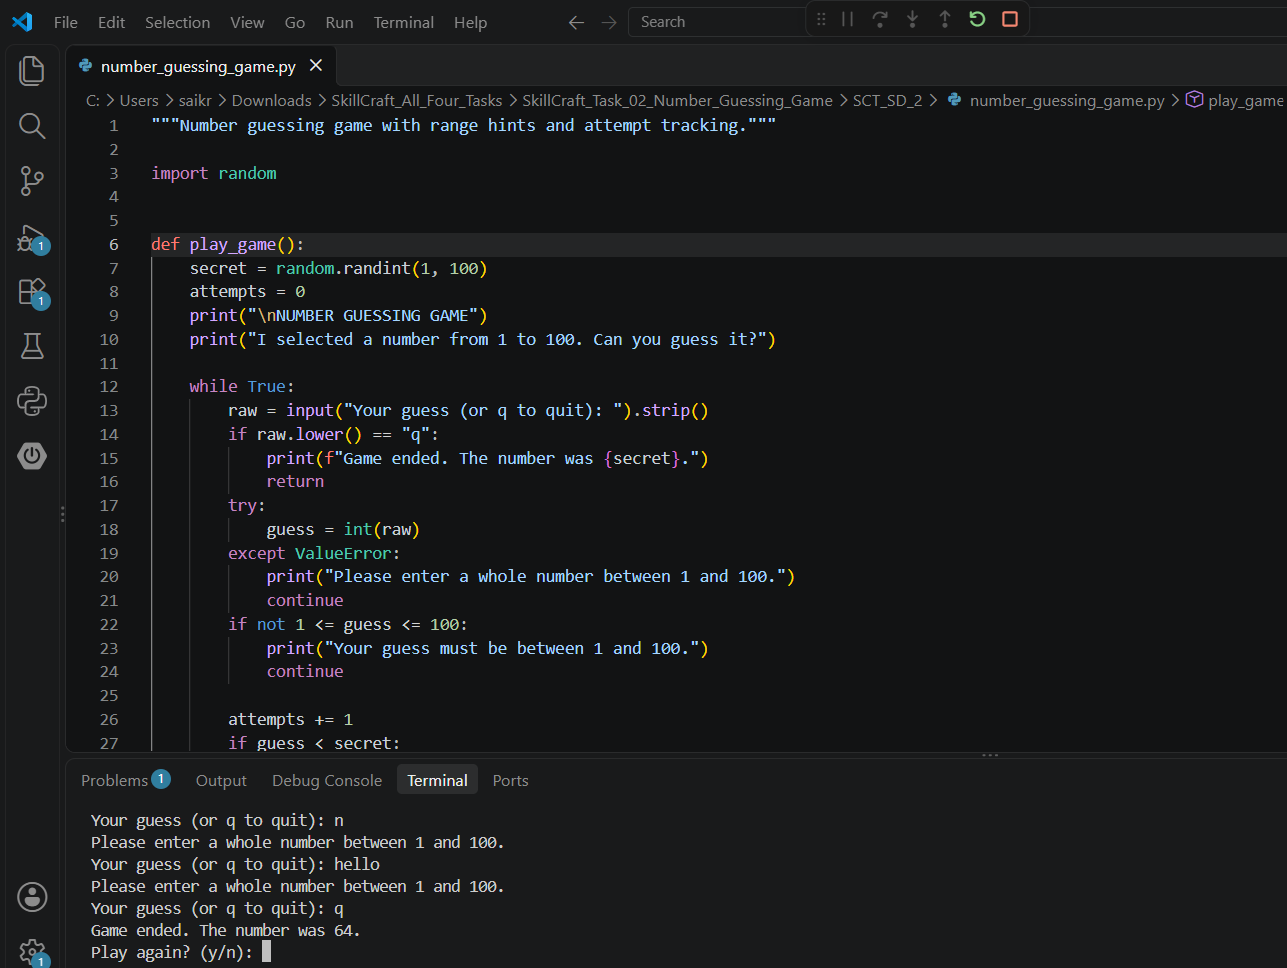 File Edit Selection View Go Run Terminal Help Search
number_guessing_game.py
C: > Users > saikr > Downloads > SkillCraft_All_Four_Tasks > SkillCraft_Task_02_Number_Guessing_Game > SCT_SD_2 > number_guessing_game.py > play_game
1 """Number guessing game with range hints and attempt tracking."""
2
3 import random
4
5
6 def play_game():
7     secret = random.randint(1, 100)
8     attempts = 0
9     print("\nNUMBER GUESSING GAME")
10     print("I selected a number from 1 to 100. Can you guess it?")
11
12     while True:
13         raw = input("Your guess (or q to quit): ").strip()
14         if raw.lower() == "q":
15             print(f"Game ended. The number was {secret}.")
16             return
17         try:
18             guess = int(raw)
19         except ValueError:
20             print("Please enter a whole number between 1 and 100.")
21             continue
22         if not 1 <= guess <= 100:
23             print("Your guess must be between 1 and 100.")
24             continue
25
26         attempts += 1
27         if guess < secret:
1
1
1
Problems 1 Output Debug Console Terminal Ports
Your guess (or q to quit): n
Please enter a whole number between 1 and 100.
Your guess (or q to quit): hello
Please enter a whole number between 1 and 100.
Your guess (or q to quit): q
Game ended. The number was 64.
Play again? (y/n):